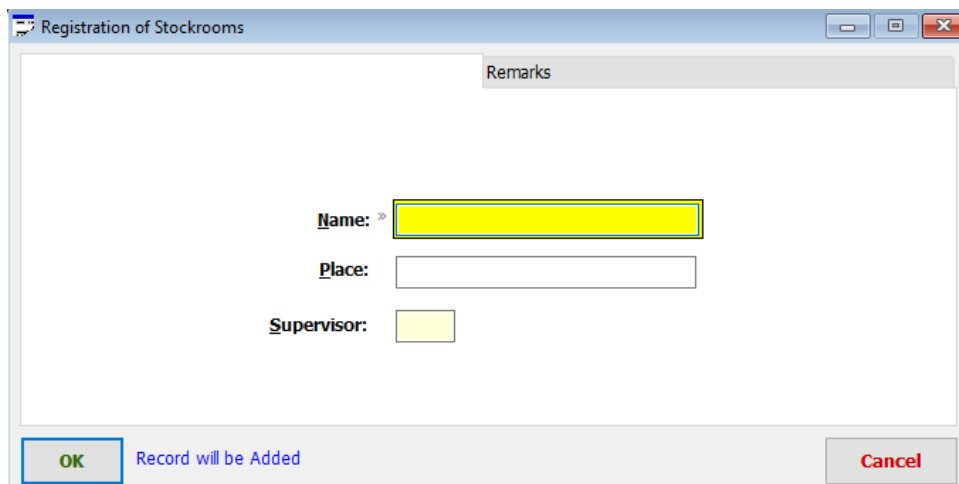 Registration of Stockrooms
Remarks
Name: »
Place:
Supervisor:
OK Record will be Added Cancel